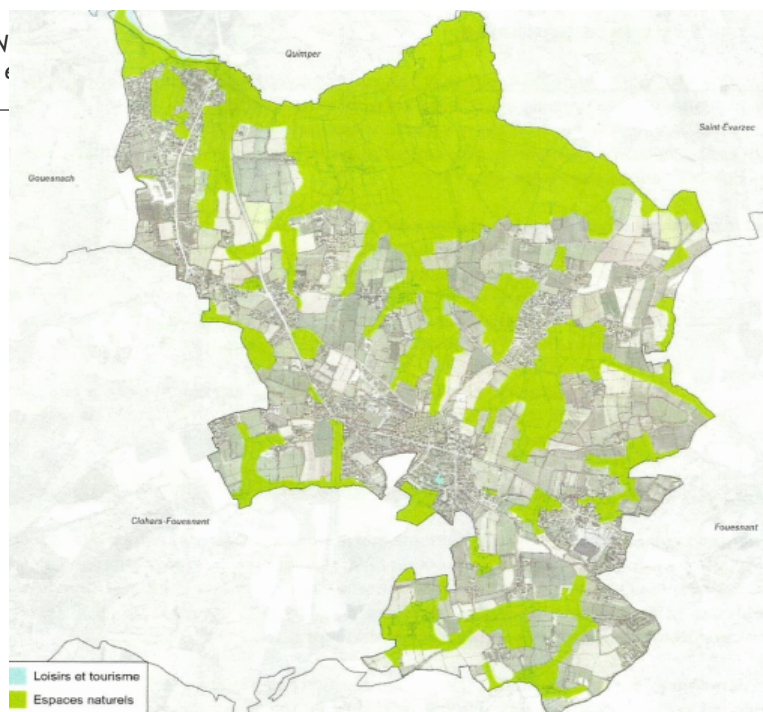 Quimper
Saint-Évarzec
Gouesnach
Clohars-Fouesnant
Fouesnant
Loisirs et tourisme
Espaces naturels